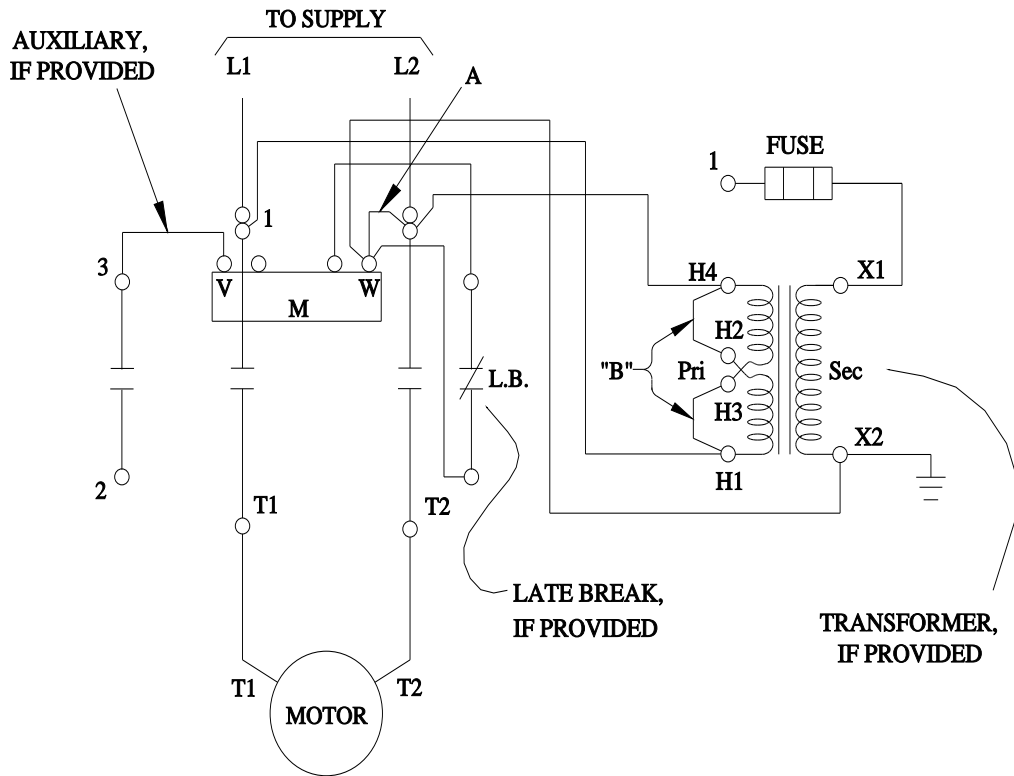 TO SUPPLY
AUXILIARY,
IF PROVIDED
L1
L2
A
1
FUSE
1
3
V
W
M
H4
X1
H2
"B"
Pri
Sec
L.B.
H3
X2
H1
2
T1
T2
LATE BREAK,
IF PROVIDED
TRANSFORMER,
IF PROVIDED
T1
T2
MOTOR